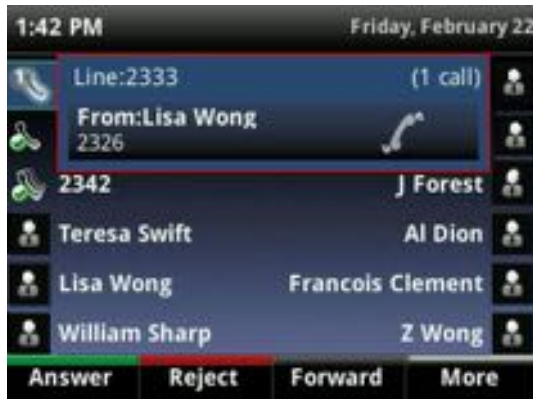 1:42 PM Friday, February 22
Line:2333 (1 call)
From:Lisa Wong
2326
2342 J Forest
Teresa Swift Al Dion
Lisa Wong Francois Clement
William Sharp Z Wong
Answer Reject Forward More